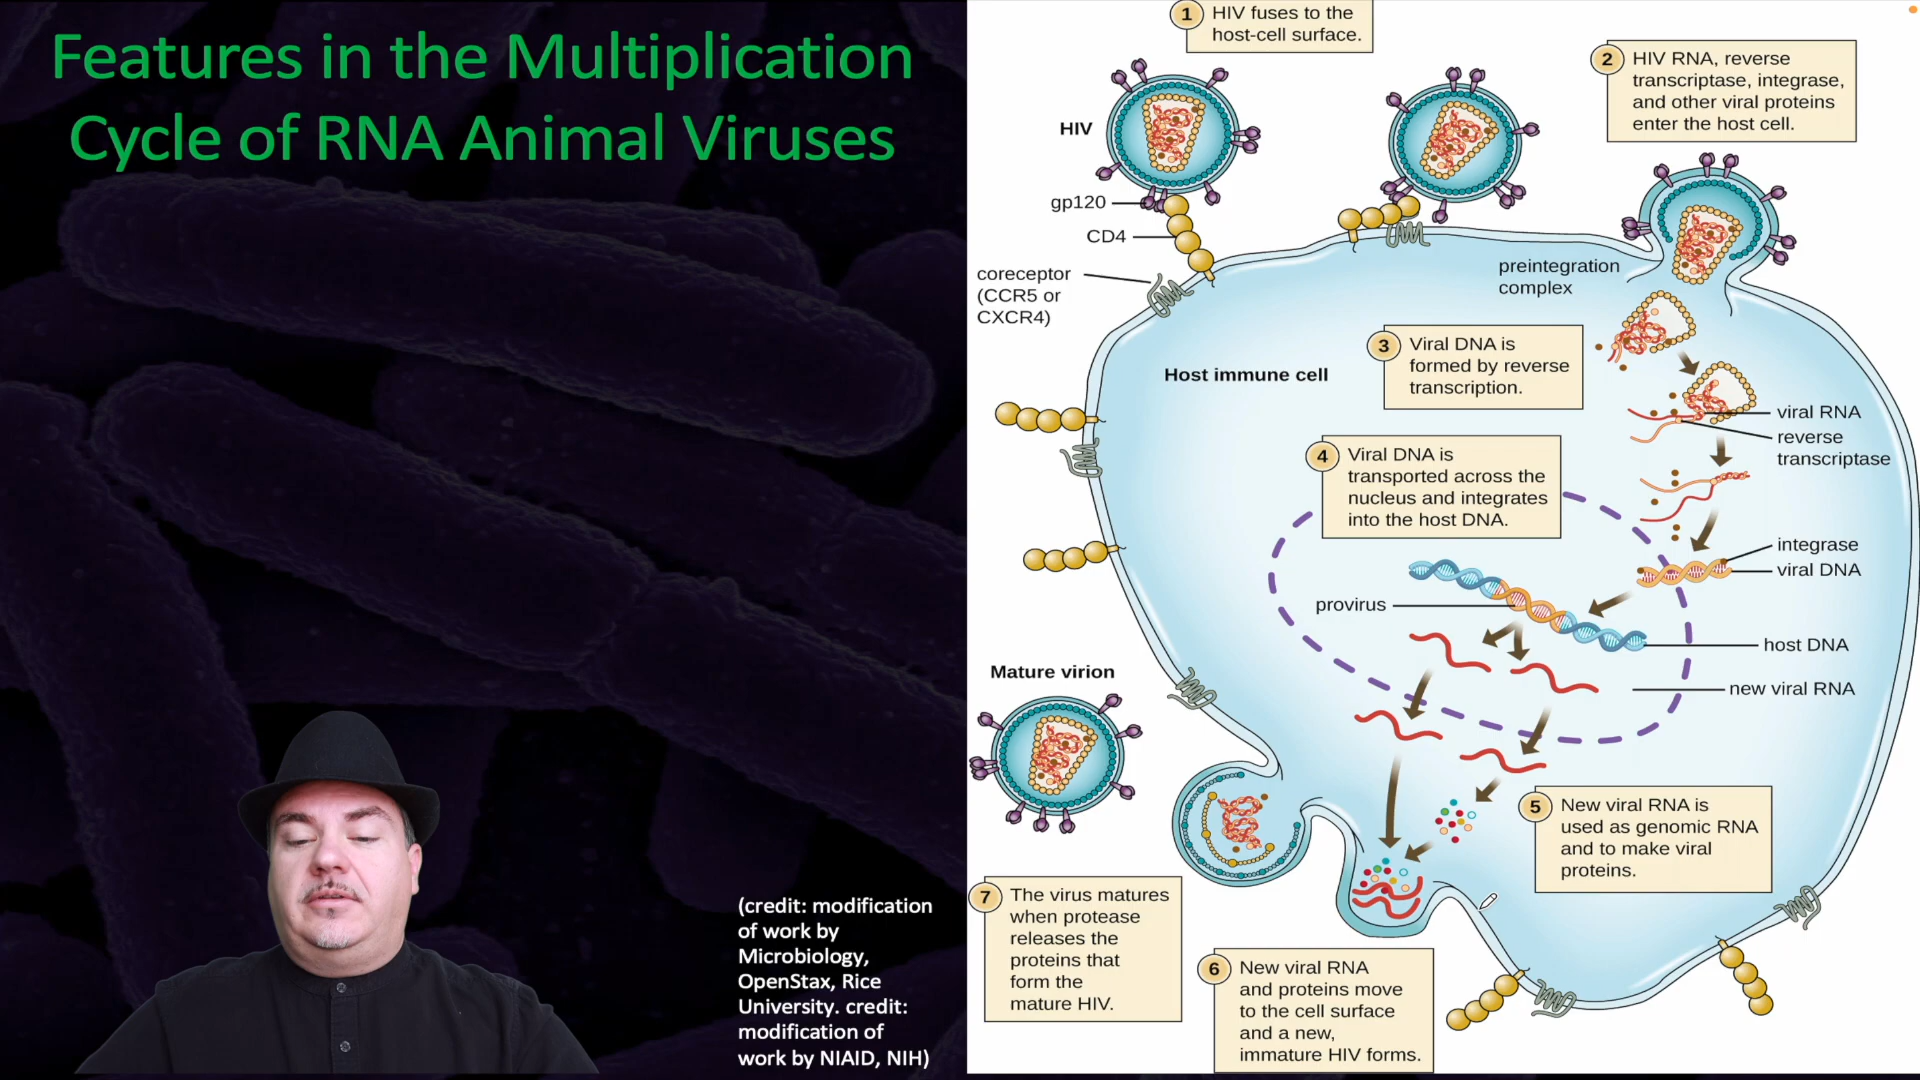 Features in the Multiplication
Cycle of RNA Animal Viruses
1 HIV fuses to the
host-cell surface.
2 HIV RNA, reverse
transcriptase, integrase,
and other viral proteins
enter the host cell.
HIV
gp120
CD4
coreceptor
(CCR5 or
CXCR4)
preintegration
complex
3 Viral DNA is
formed by reverse
transcription.
Host immune cell
viral RNA
reverse
transcriptase
4 Viral DNA is
transported across the
nucleus and integrates
into the host DNA.
integrase
viral DNA
provirus
host DNA
new viral RNA
Mature virion
5 New viral RNA is
used as genomic RNA
and to make viral
proteins.
7 The virus matures
when protease
releases the
proteins that
form the
mature HIV.
6 New viral RNA
and proteins move
to the cell surface
and a new,
immature HIV forms.
(credit: modification
of work by
Microbiology,
OpenStax, Rice
University. credit:
modification of
work by NIAID, NIH)